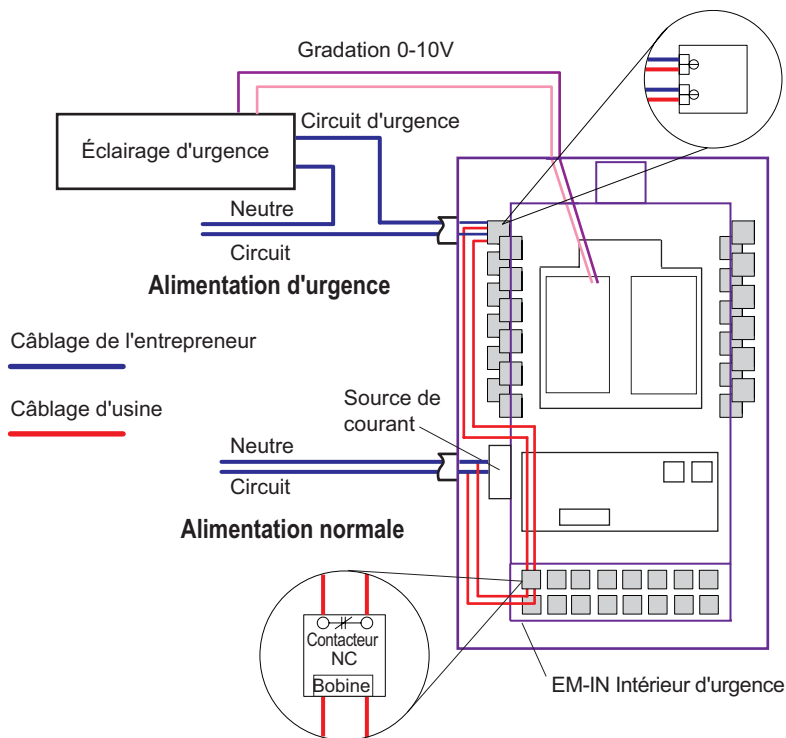 Gradation 0-10V
Circuit d'urgence
Éclairage d'urgence
Neutre
Circuit
Alimentation d'urgence
Câblage de l'entrepreneur
Câblage d'usine
Source de
courant
Neutre
Circuit
Alimentation normale
Contacteur
NC
Bobine
EM-IN Intérieur d'urgence